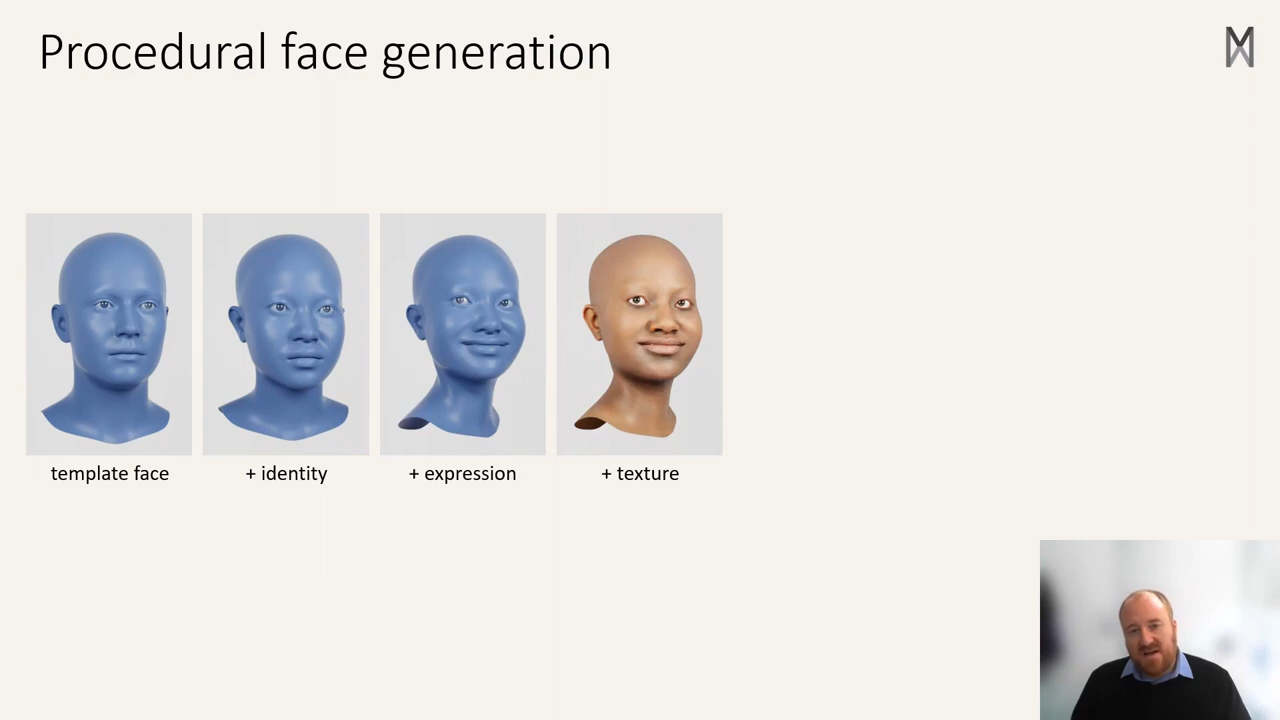 Procedural face generation
template face
+ identity
+ expression
+ texture